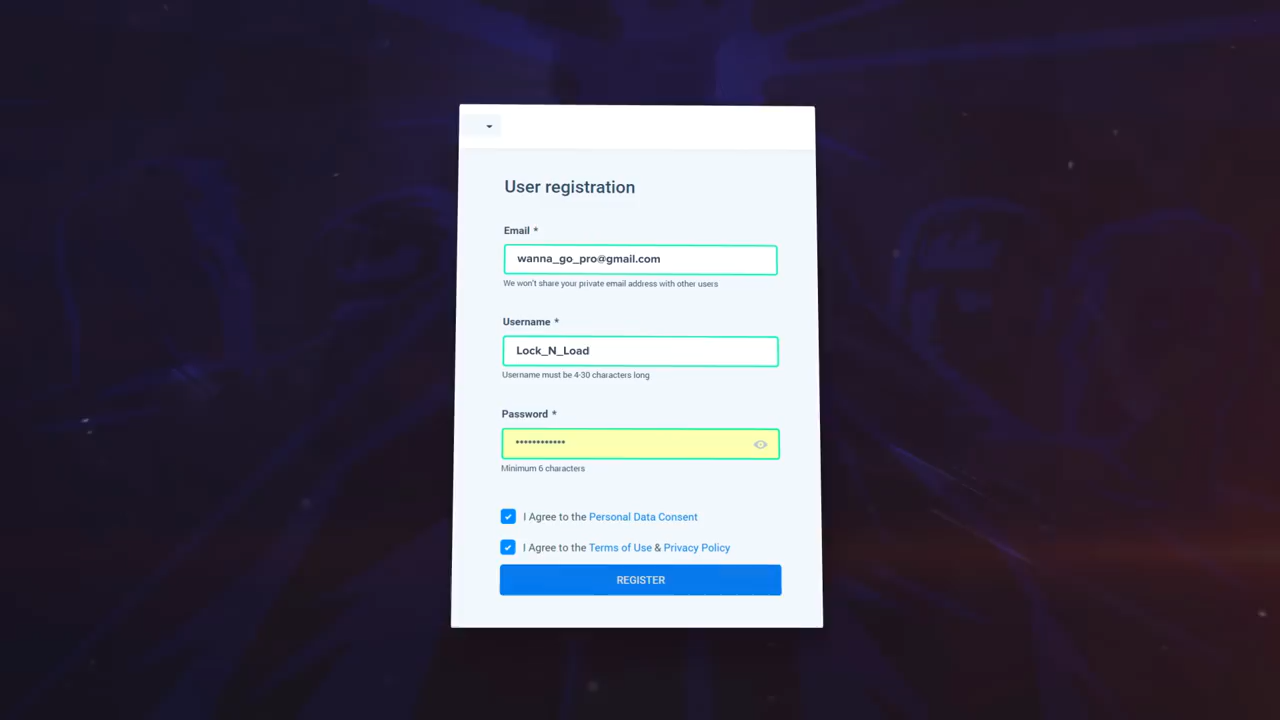 User registration
Email *
wanna_go_pro@gmail.com
We won't share your private email address with other users
Username *
Lock_N_Load
Username must be 4-30 characters long
Password *
••••••••••••
Minimum 6 characters
I Agree to the Personal Data Consent
I Agree to the Terms of Use & Privacy Policy
REGISTER